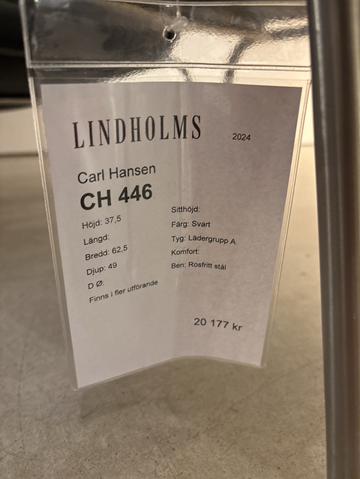 LINDHOLMS 2024
Carl Hansen
CH 446
Höjd: 37,5
Längd:
Bredd: 62,5
Djup: 49
D Ø:
Finns i fler utförande
Sitthöjd:
Färg: Svart
Tyg: Lädergrupp A
Komfort:
Ben: Rosfritt stål
20 177 kr